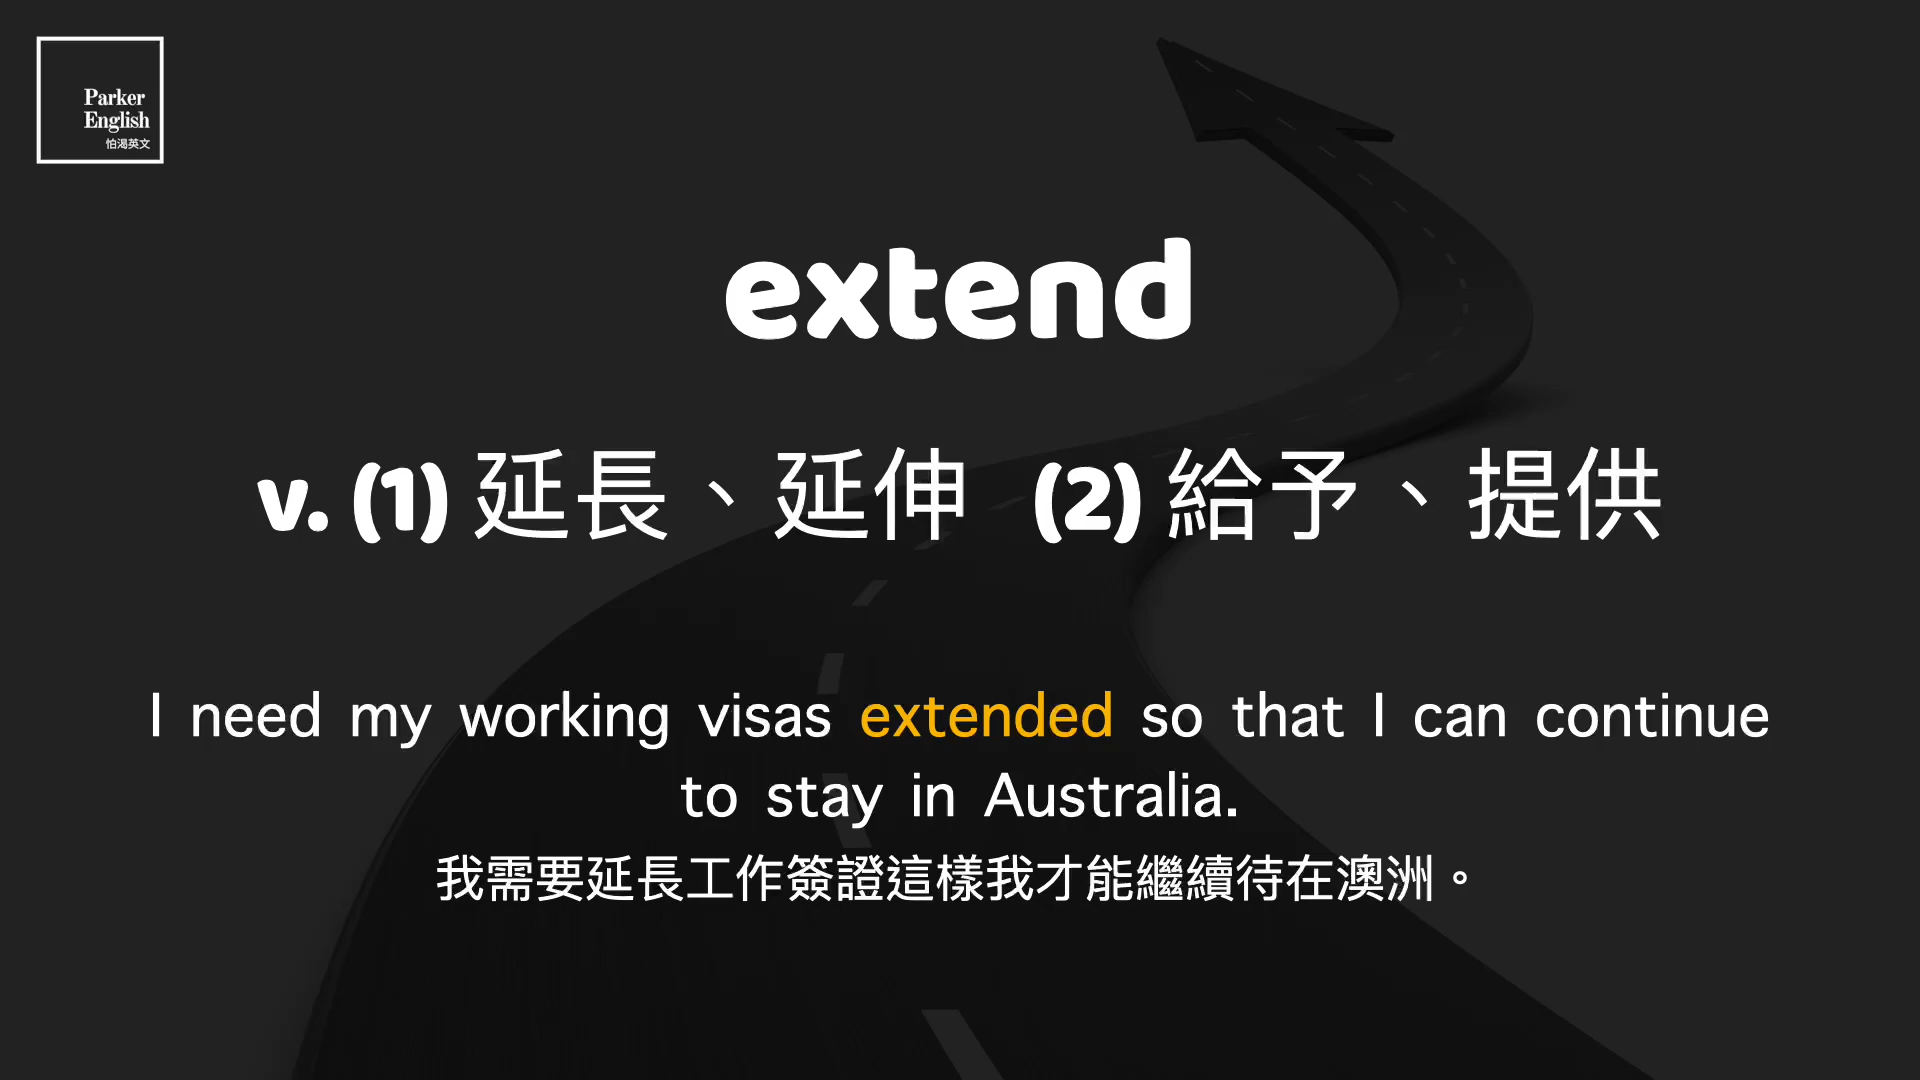 Parker
English
怕渴英文
extend
v. (1) 延長、延伸 (2) 給予、提供
I need my working visas extended so that I can continue
to stay in Australia.
我需要延長工作簽證這樣我才能繼續待在澳洲。